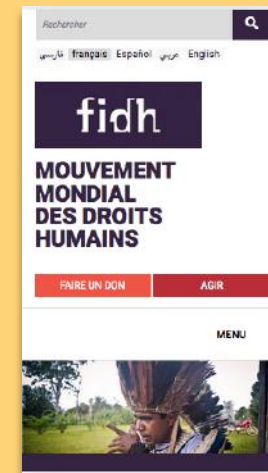 Rechercher
فارسی français Español عربي English
fidh
MOUVEMENT
MONDIAL
DES DROITS
HUMAINS
FAIRE UN DON AGIR
MENU